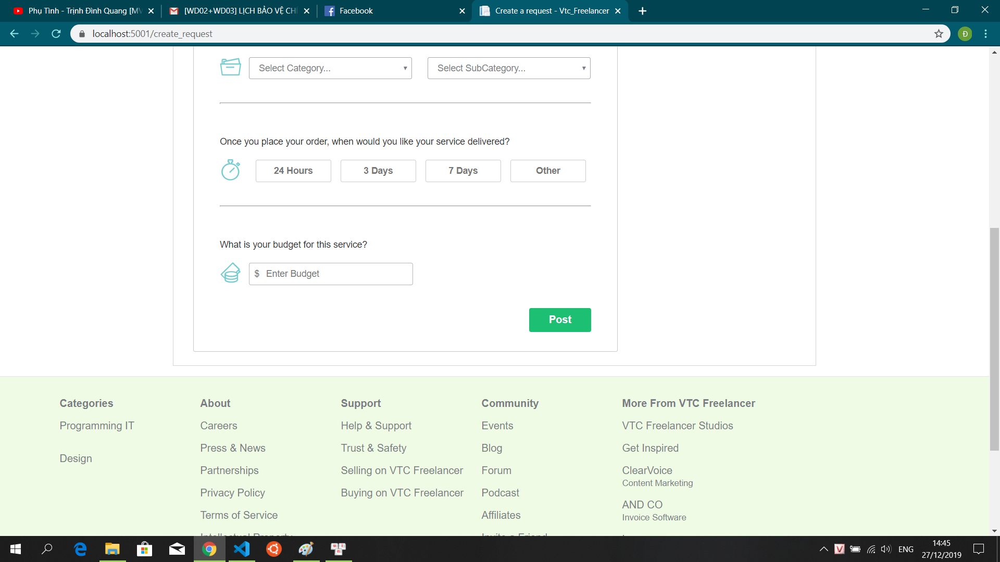 Phụ Tình - Trịnh Đình Quang [MV
[WD02+WD03] LỊCH BẢO VỆ CHÍ
Facebook
Create a request - Vtc_Freelancer
localhost:5001/create_request
Đ
Select Category...
Select SubCategory...
Once you place your order, when would you like your service delivered?
24 Hours
3 Days
7 Days
Other
What is your budget for this service?
$ Enter Budget
Post
Categories
Programming IT
Design
About
Careers
Press & News
Partnerships
Privacy Policy
Terms of Service
Intellectual Property
Support
Help & Support
Trust & Safety
Selling on VTC Freelancer
Buying on VTC Freelancer
Community
Events
Blog
Forum
Podcast
Affiliates
Invite a Friend
More From VTC Freelancer
VTC Freelancer Studios
Get Inspired
ClearVoice
Content Marketing
AND CO
Invoice Software
ENG
14:45
27/12/2019